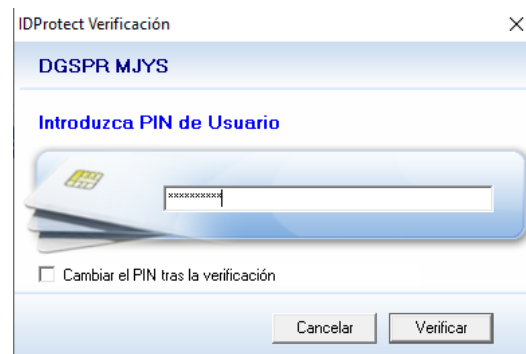 IDProtect Verificación
DGSPR MJYS
Introduzca PIN de Usuario
××××××××××
Cambiar el PIN tras la verificación
Cancelar
Verificar